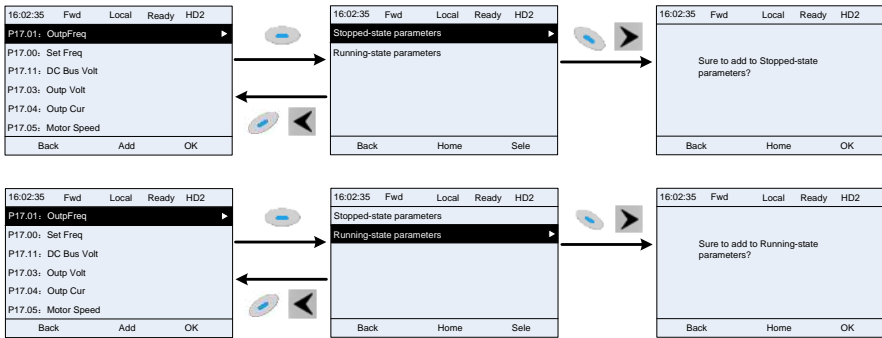 16:02:35 Fwd Local Ready HD2
P17.01: OutpFreq
P17.00: Set Freq
P17.11: DC Bus Volt
P17.03: Outp Volt
P17.04: Outp Cur
P17.05: Motor Speed
Back Add OK
16:02:35 Fwd Local Ready HD2
Stopped-state parameters
Running-state parameters
Back Home Sele
16:02:35 Fwd Local Ready HD2
Sure to add to Stopped-state
parameters?
Back Home OK
16:02:35 Fwd Local Ready HD2
P17.01: OutpFreq
P17.00: Set Freq
P17.11: DC Bus Volt
P17.03: Outp Volt
P17.04: Outp Cur
P17.05: Motor Speed
Back Add OK
16:02:35 Fwd Local Ready HD2
Stopped-state parameters
Running-state parameters
Back Home Sele
16:02:35 Fwd Local Ready HD2
Sure to add to Running-state
parameters?
Back Home OK